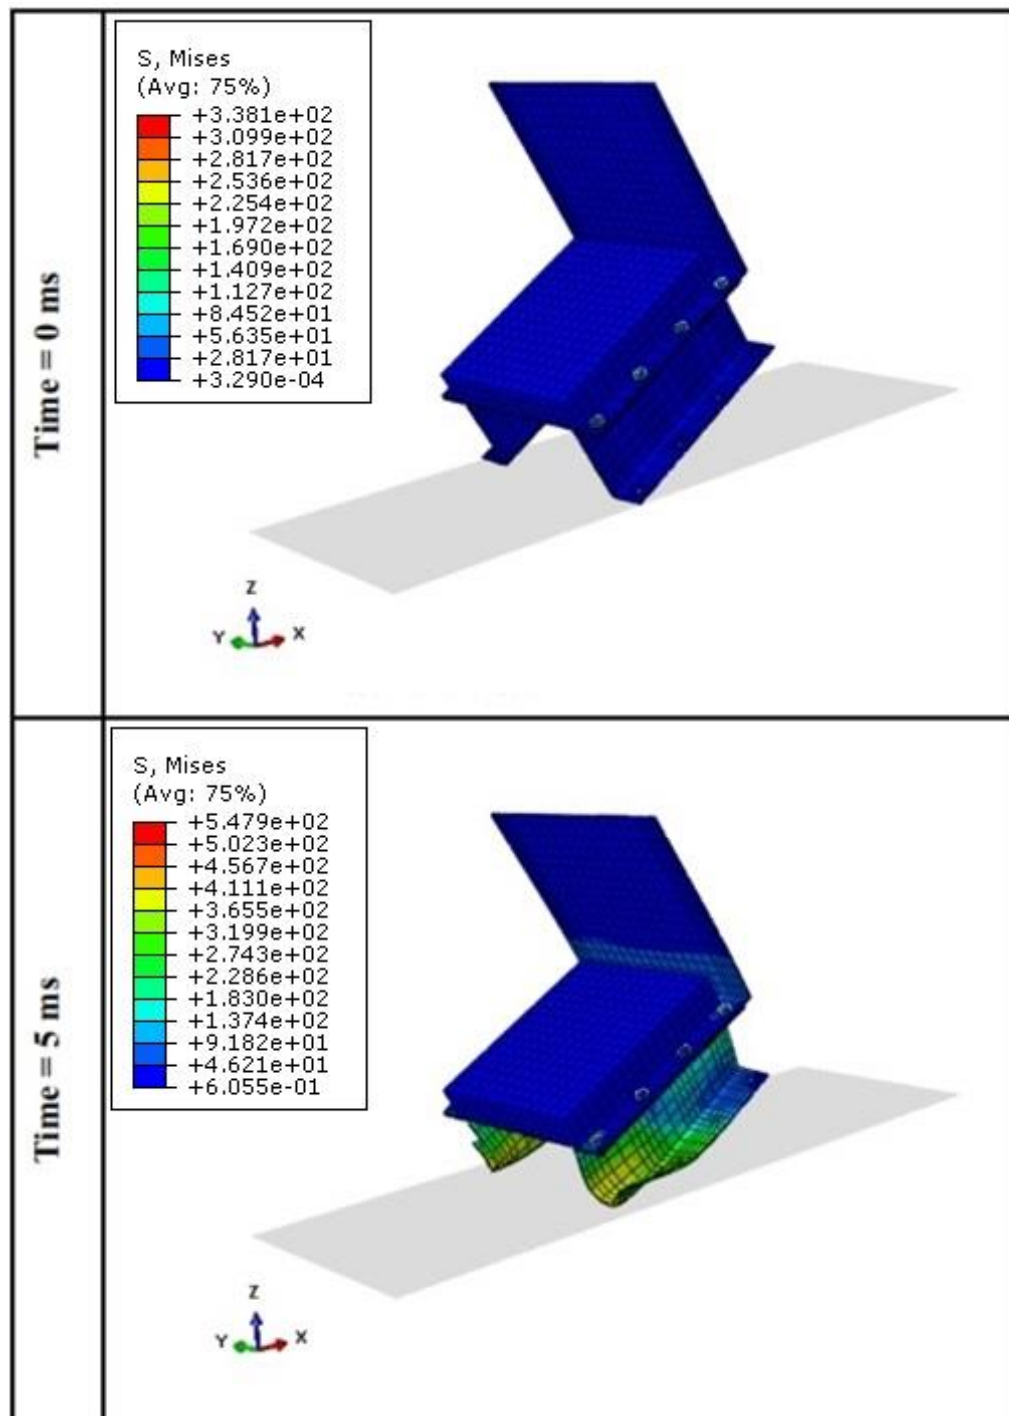 Time = 0 ms
S, Mises
(Avg: 75%)
+3.381e+02
+3.099e+02
+2.817e+02
+2.536e+02
+2.254e+02
+1.972e+02
+1.690e+02
+1.409e+02
+1.127e+02
+8.452e+01
+5.635e+01
+2.817e+01
+3.290e-04
Z
Y
X
Time = 5 ms
S, Mises
(Avg: 75%)
+5.479e+02
+5.023e+02
+4.567e+02
+4.111e+02
+3.655e+02
+3.199e+02
+2.743e+02
+2.286e+02
+1.830e+02
+1.374e+02
+9.182e+01
+4.621e+01
+6.055e-01
Z
Y
X